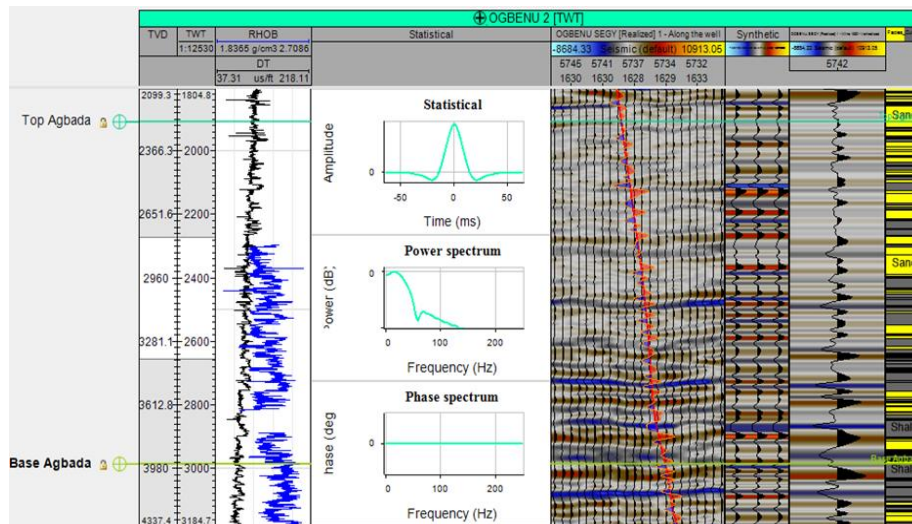 OGBENU 2 [TWT]
TVD TWT RHOB Statistical OGBENU SEGY [Realized] 1 - Along the well Synthetic
1:12530 1.8365 g/cm3 2.7086 -8684.33 Seismic (default) 10913.05
DT
37.31 us/ft 218.11
5745 5741 5737 5734 5732 5742
1630 1630 1628 1629 1633
2099.3 1804.8
Top Agbada
2366.3 2000
2651.6 2200
2960 2400
3281.1 2600
3612.8 2800
Base Agbada 3980 3000
4337.4 3184.7
Statistical
Amplitude
0
-50 0 50
Time (ms)
Power spectrum
Power (dB)
0
0 100 200
Frequency (Hz)
Phase spectrum
hase (deg
0
0 100 200
Frequency (Hz)
Sand
Shal
Base Agba
Shal